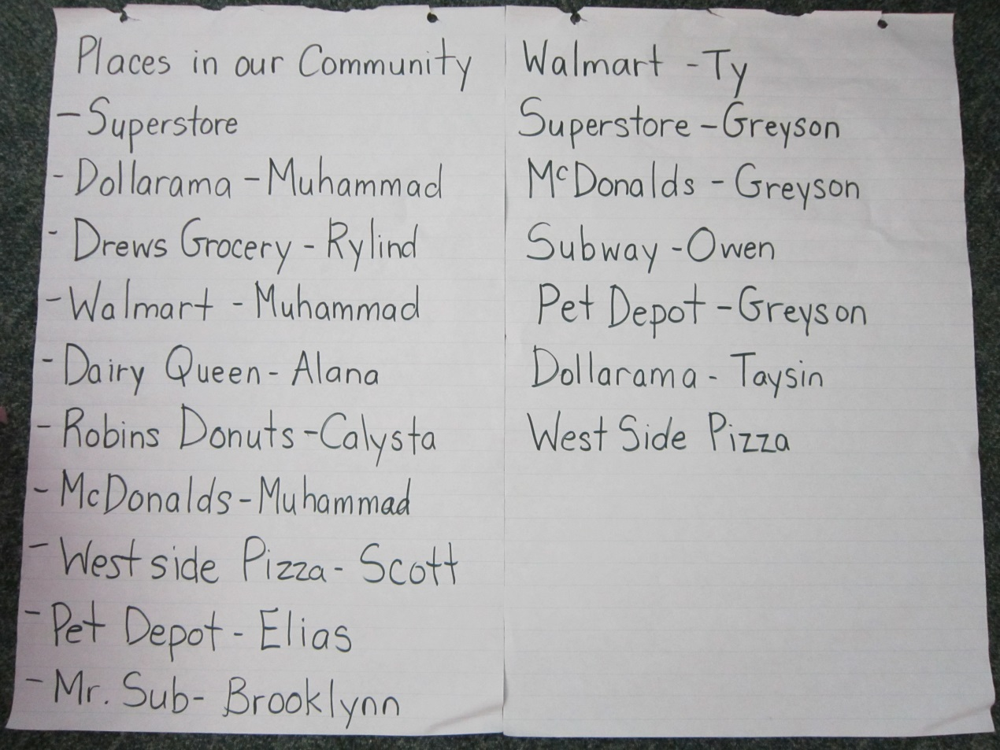 Places in our Community
- Superstore
- Dollarama - Muhammad
- Drews Grocery - Rylind
- Walmart - Muhammad
- Dairy Queen - Alana
- Robins Donuts - Calysta
- McDonalds - Muhammad
- West side Pizza - Scott
- Pet Depot - Elias
- Mr. Sub - Brooklynn
Walmart - Ty
Superstore - Greyson
McDonalds - Greyson
Subway - Owen
Pet Depot - Greyson
Dollarama - Taysin
West Side Pizza